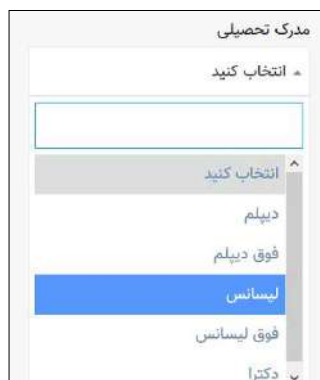 مدرک تحصیلی
انتخاب کنید
انتخاب کنید
دیپلم
فوق دیپلم
لیسانس
فوق لیسانس
دکترا